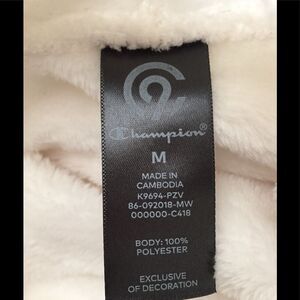 Champion®
M
MADE IN
CAMBODIA
K9694-PZV
86-092018-MW
000000-C418
BODY: 100%
POLYESTER
EXCLUSIVE
OF DECORATION